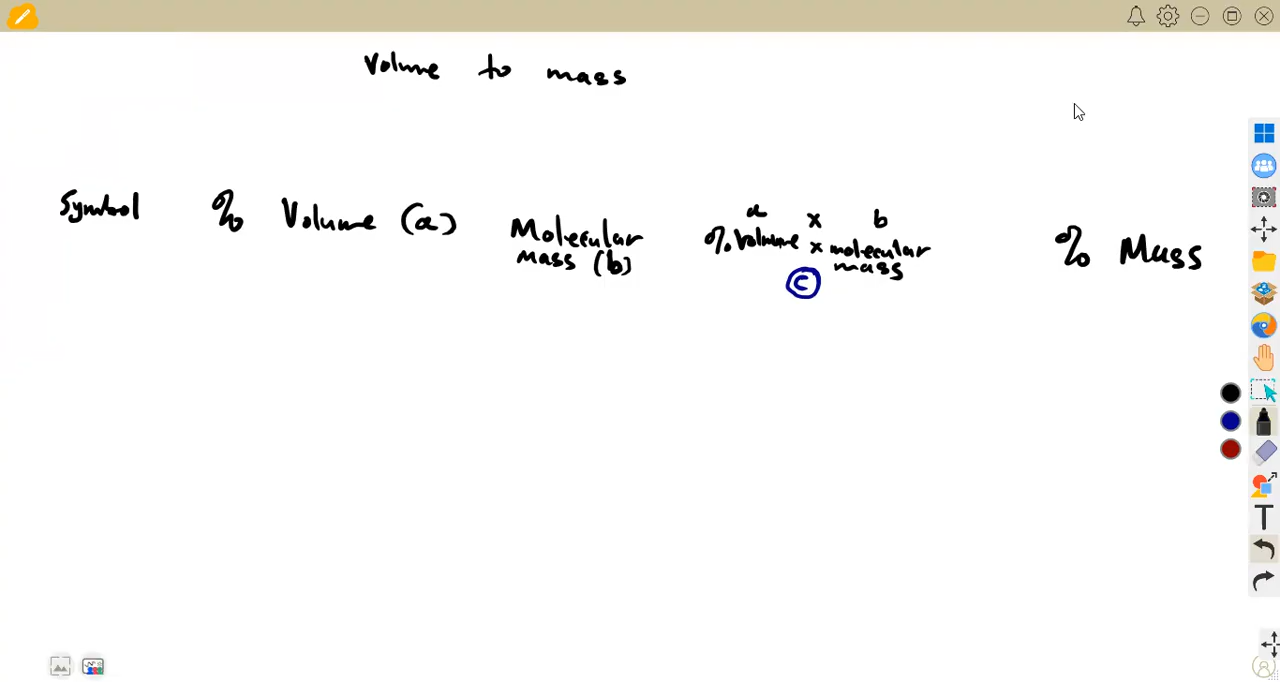 Volume to mass
Symbol % Volume (a) Molecular mass (b) a x b % Mass
%Volume x molecular mass
C
T